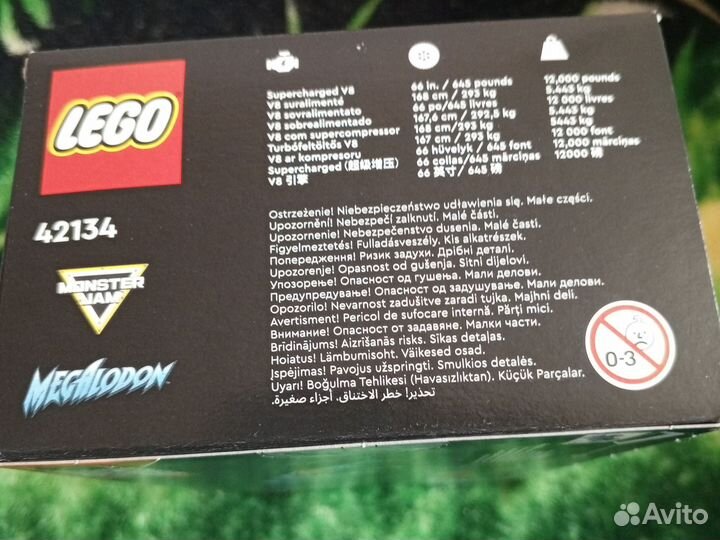 LEGO
42134
MONSTER
JAM
MEGALODON
Supercharged V8
V8 suralimenté
V8 sovralimentato
V8 sobrealimentado
V8 com supercompressor
Turbófeltöltős V8
V8 ar kompresoru
Supercharged (超級增压)
V8 引擎
66 in. / 645 pounds
168 cm / 293 kg
66 po/645 livres
167,6 cm / 292,5 kg
168 cm/293 kg
167 cm / 293 kg
66 hüvelyk / 645 font
66 collas/645 mārciņas
66 英寸/ 645 磅
12,000 pounds
5.443 kg
12 000 livres
5.443 kg
5443 kg
12 000 font
12,000 mārciņas
12000 磅
Ostrzeżenie! Niebezpieczeństwo udławienia się. Małe części.
Upozornění! Nebezpečí zalknutí. Malé části.
Upozornenie! Nebezpečenstvo dusenia. Malé časti.
Figyelmeztetés! Fulladásveszély. Kis alkatrészek.
Попередження! Ризик задухи. Дрібні деталі.
Upozorenje! Opasnost od gušenja. Sitni dijelovi.
Упозорење! Опасност од гушења. Мали делови.
Предупредување! Опасност од задушување. Мали делови.
Opozorilo! Nevarnost zadušitve zaradi tujka. Majhni deli.
Avertisment! Pericol de sufocare internă. Părți mici.
Внимание! Опасност от задавяне. Малки части.
Brīdinājums! Aizrīšanās risks. Sīkas detaļas.
Hoiatus! Lämbumisoht. Väikesed osad.
Įspėjimas! Pavojus užspringti. Smulkios detalės.
Uyarı! Boğulma Tehlikesi (Havasızlıktan). Küçük Parçalar.
تحذير! خطر الاختناق. أجزاء صغيرة.
0-3
Avito